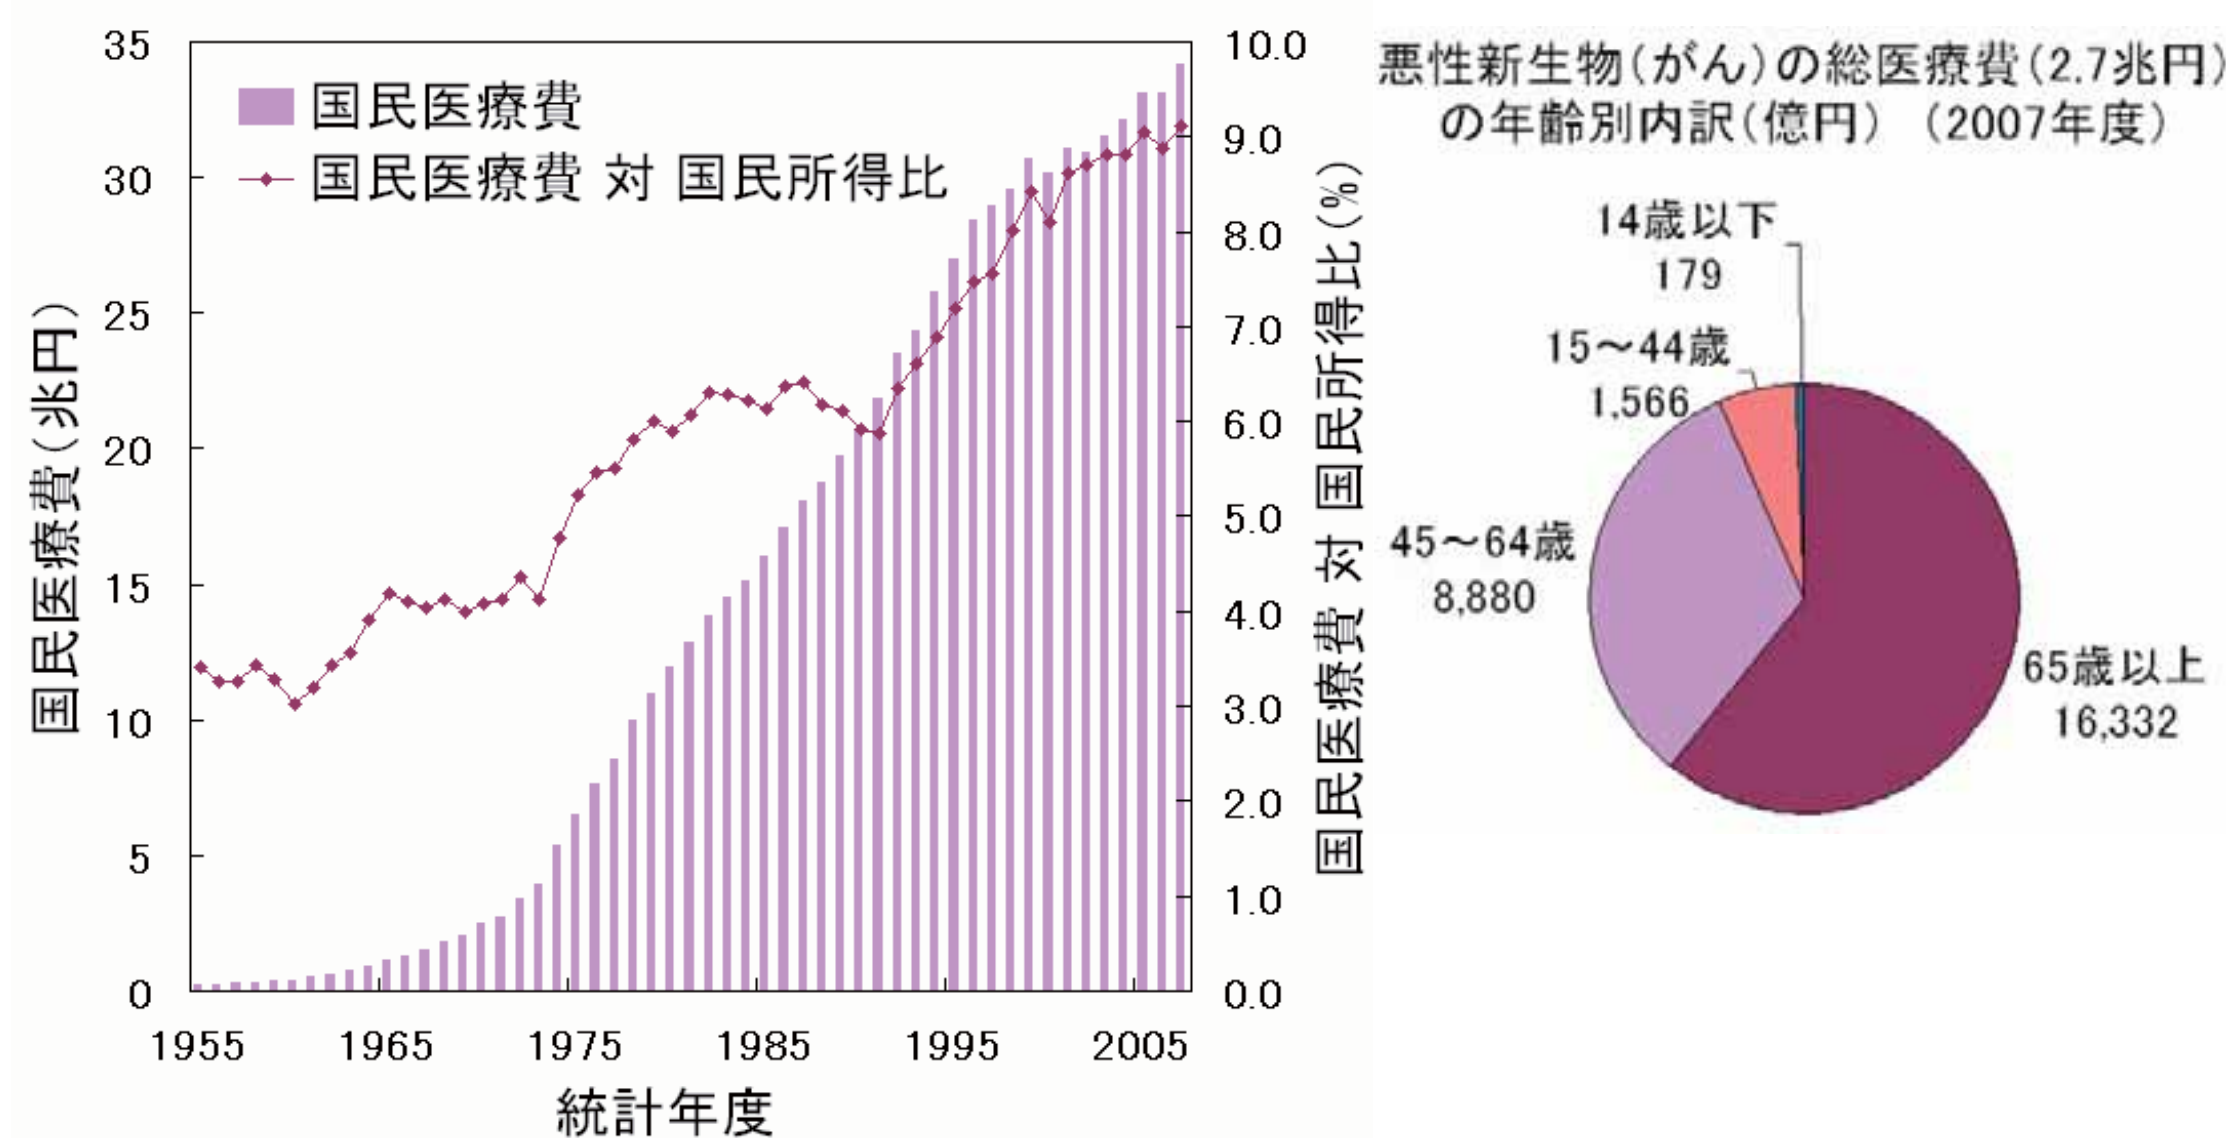 35
30
25
20
15
10
5
0
国民医療費(兆円)
国民医療費
国民医療費 対 国民所得比
10.0
9.0
8.0
7.0
6.0
5.0
4.0
3.0
2.0
1.0
0.0
国民医療費 対 国民所得比(%)
1955 1965 1975 1985 1995 2005
統計年度
悪性新生物(がん)の総医療費(2.7兆円)
の年齢別内訳(億円) (2007年度)
14歳以下
179
15～44歳
1,566
45～64歳
8,880
65歳以上
16,332